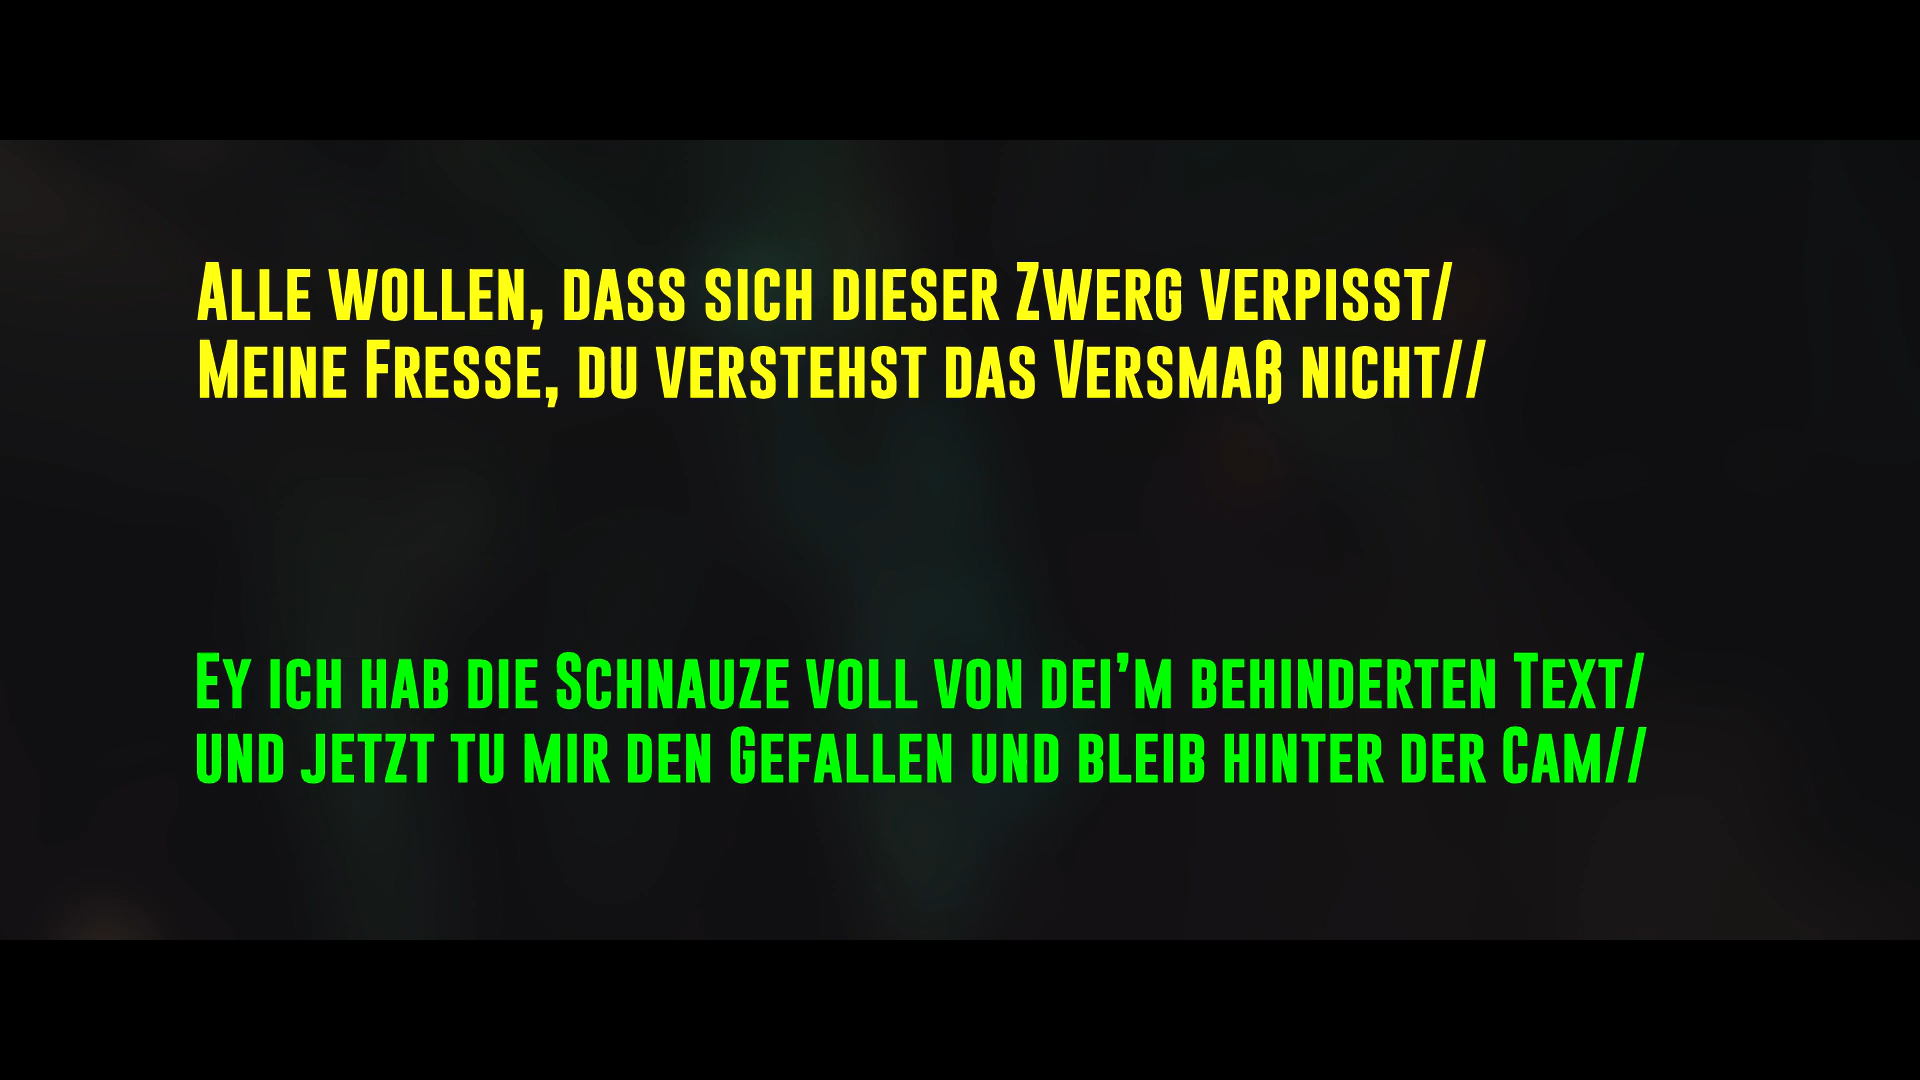 Alle wollen, dass sich dieser Zwerg verpisst/
Meine Fresse, du verstehst das Versmaß nicht//
Ey ich hab die Schnauze voll von dei’m behinderten Text/
und jetzt tu mir den Gefallen und bleib hinter der Cam//